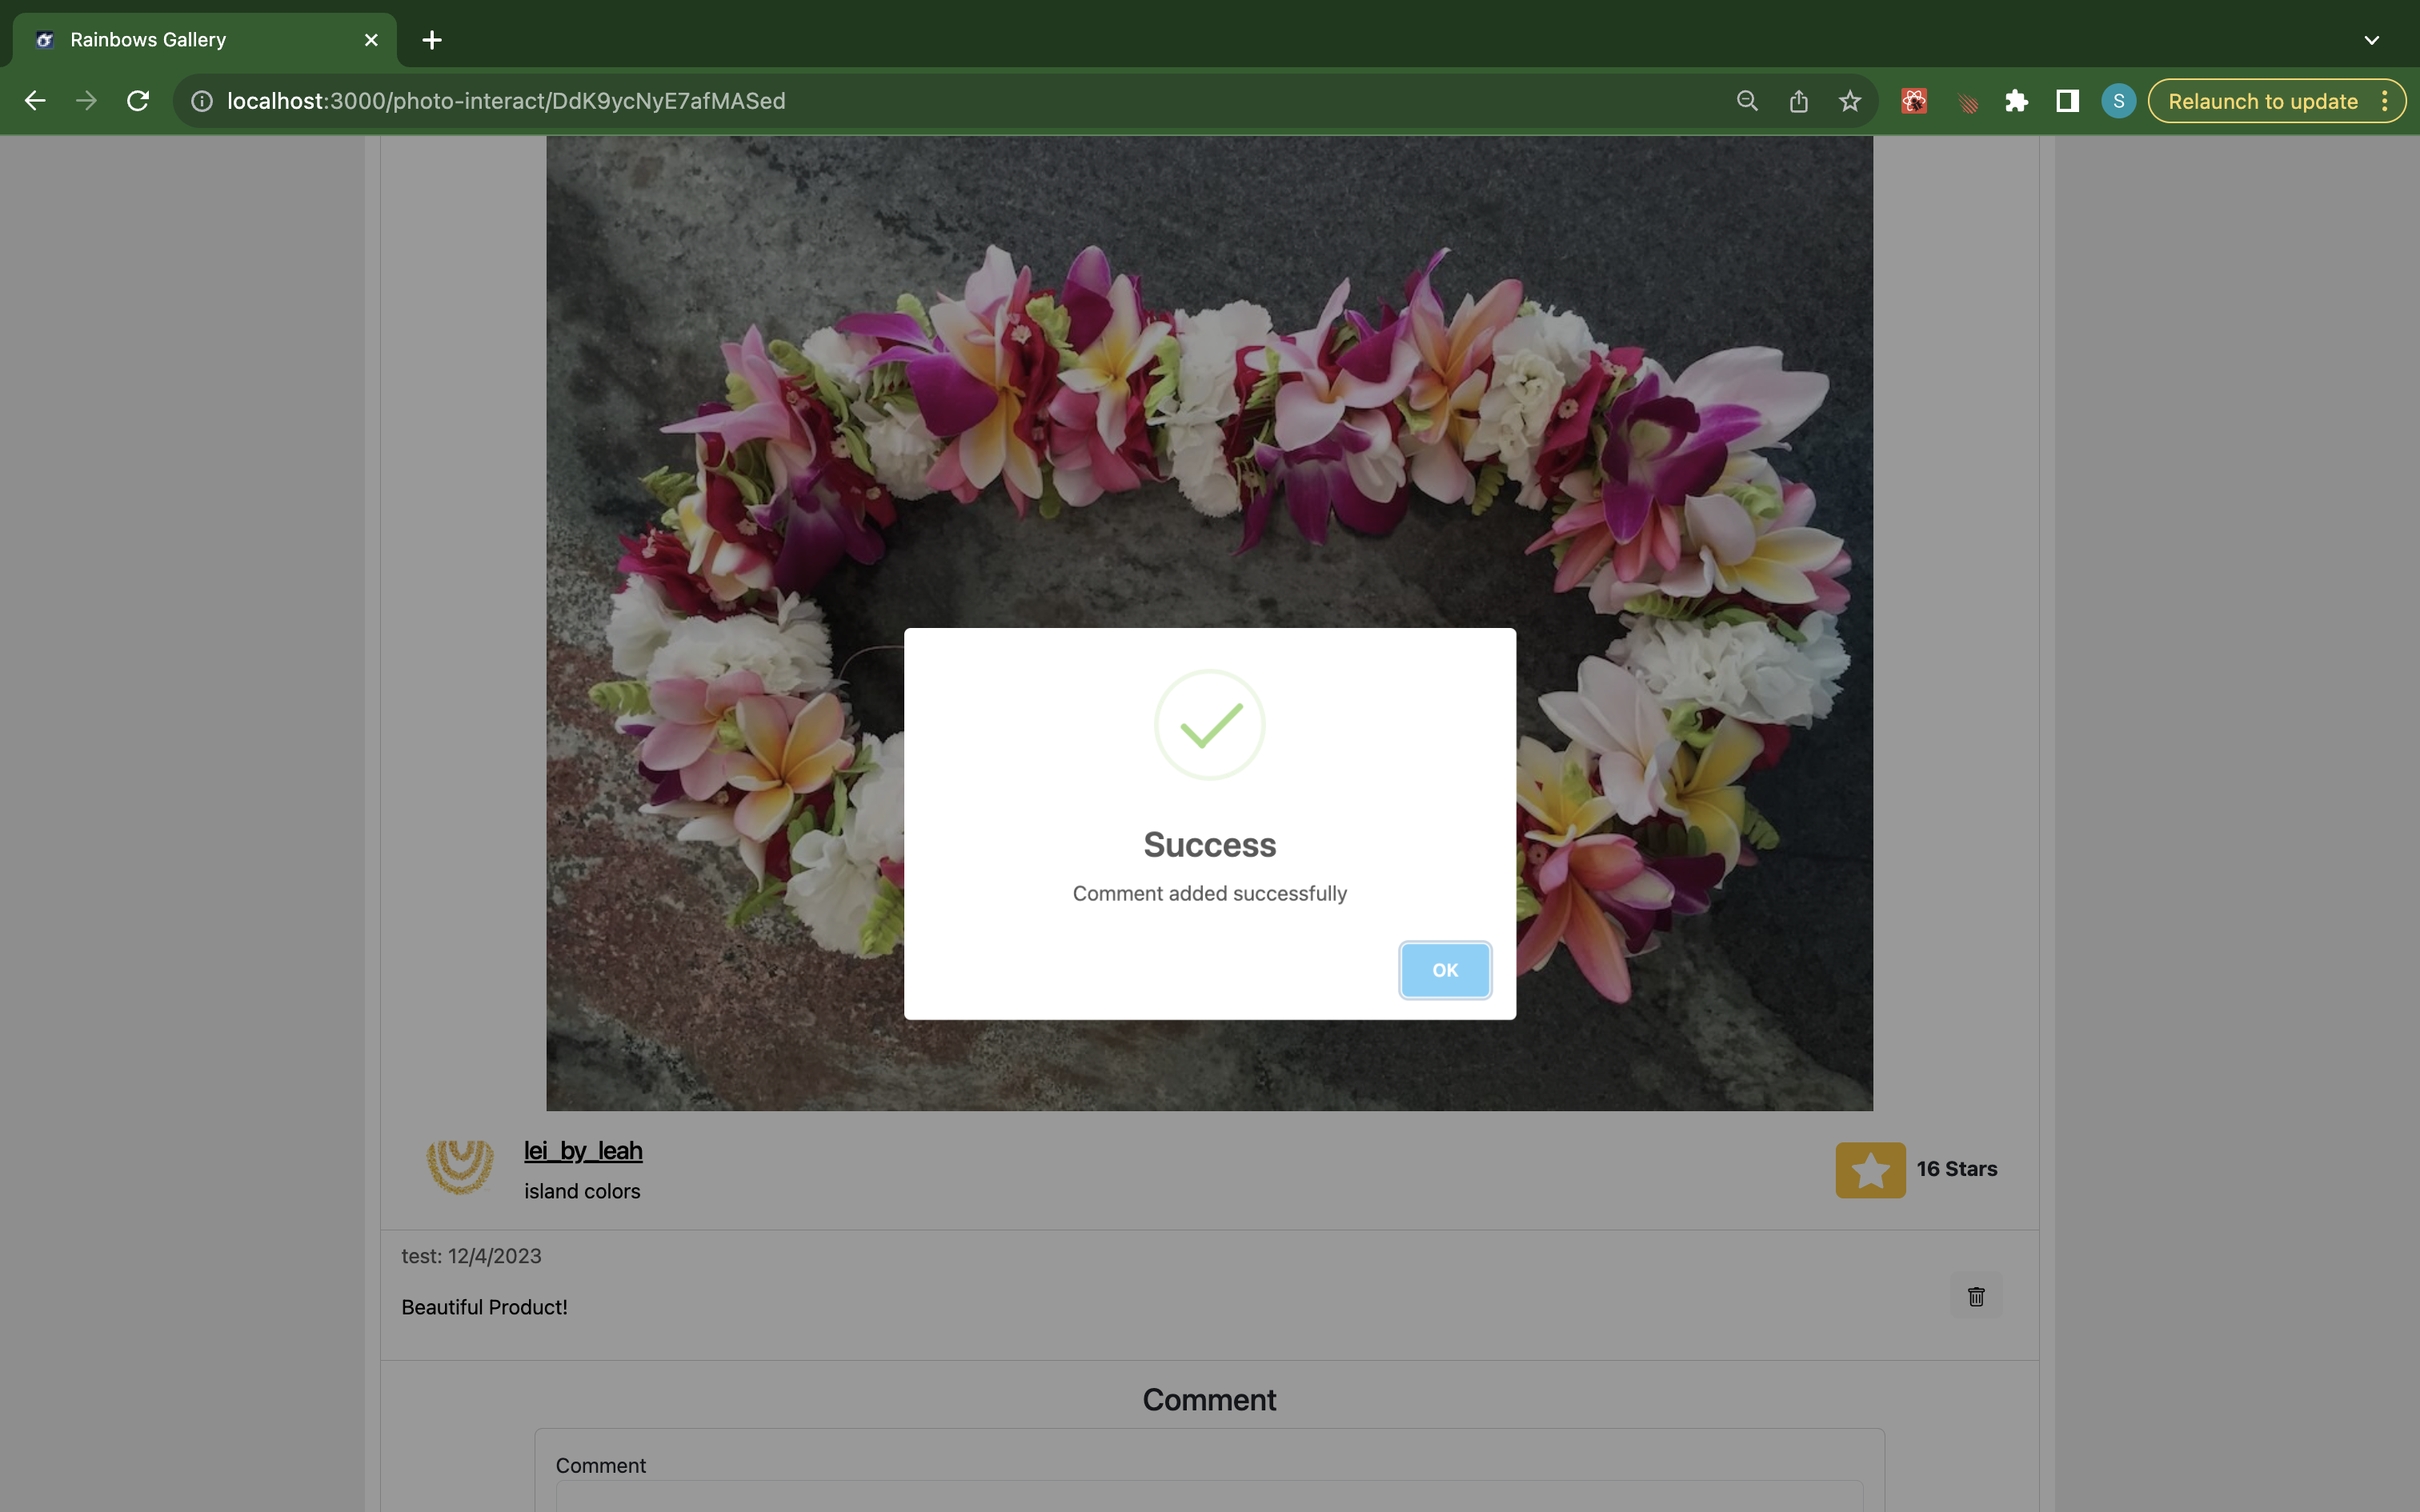 Rainbows Gallery
localhost:3000/photo-interact/DdK9ycNyE7afMASed
S
Relaunch to update
Success
Comment added successfully
OK
lei_by_leah
island colors
16 Stars
test: 12/4/2023
Beautiful Product!
Comment
Comment